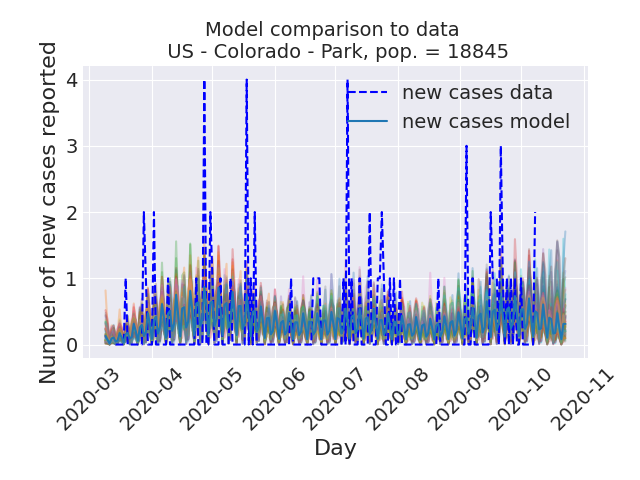 Model comparison to data
US - Colorado - Park, pop. = 18845
Number of new cases reported
4
3
2
1
0
new cases data
new cases model
2020-03
2020-04
2020-05
2020-06
2020-07
2020-08
2020-09
2020-10
2020-11
Day